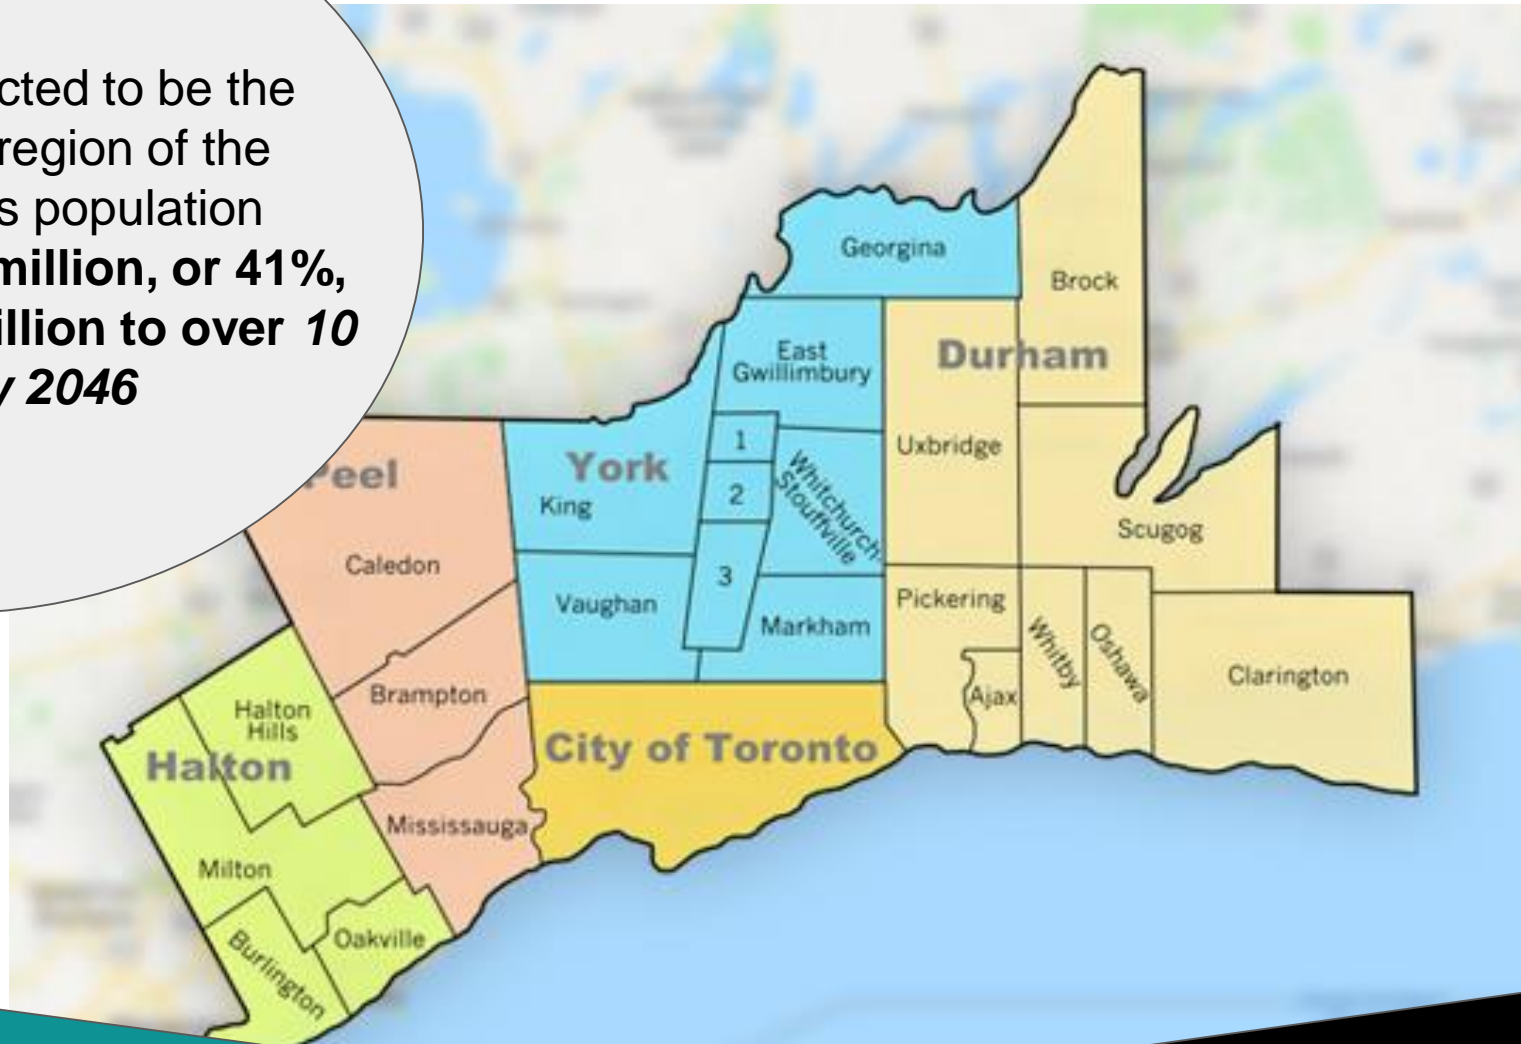 cted to be the
region of the
s population
million, or 41%,
illion to over 10
y 2046
Georgina
Brock
East
Gwillimbury
Durham
1
Uxbridge
York
Peel
2
King
Whitchurch-
Stouffville
Scugog
Caledon
3
Vaughan
Markham
Pickering
Whitby
Oshawa
Clarington
Ajax
Brampton
Halton
Hills
Halton
City of Toronto
Mississauga
Milton
Oakville
Burlington